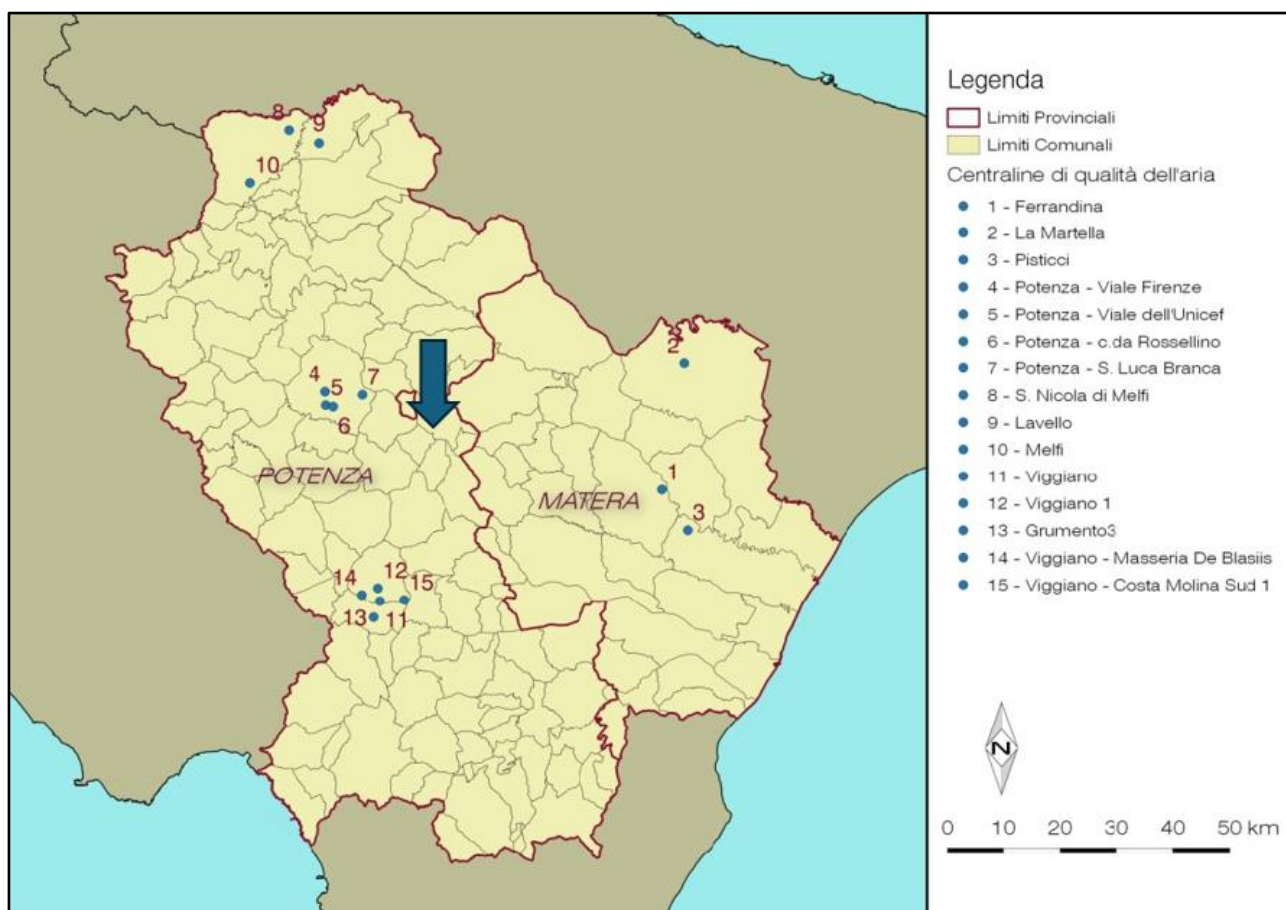 8
9
10
2
4
5
7
6
POTENZA
1
MATERA
3
12
14
15
13
11
Legenda
Limiti Provinciali
Limiti Comunali
Centraline di qualità dell'aria
1 - Ferrandina
2 - La Martella
3 - Pisticci
4 - Potenza - Viale Firenze
5 - Potenza - Viale dell'Unicef
6 - Potenza - c.da Rossellino
7 - Potenza - S. Luca Branca
8 - S. Nicola di Melfi
9 - Lavello
10 - Melfi
11 - Viggiano
12 - Viggiano 1
13 - Grumento3
14 - Viggiano - Masseria De Blasiis
15 - Viggiano - Costa Molina Sud 1
N
0 10 20 30 40 50 km